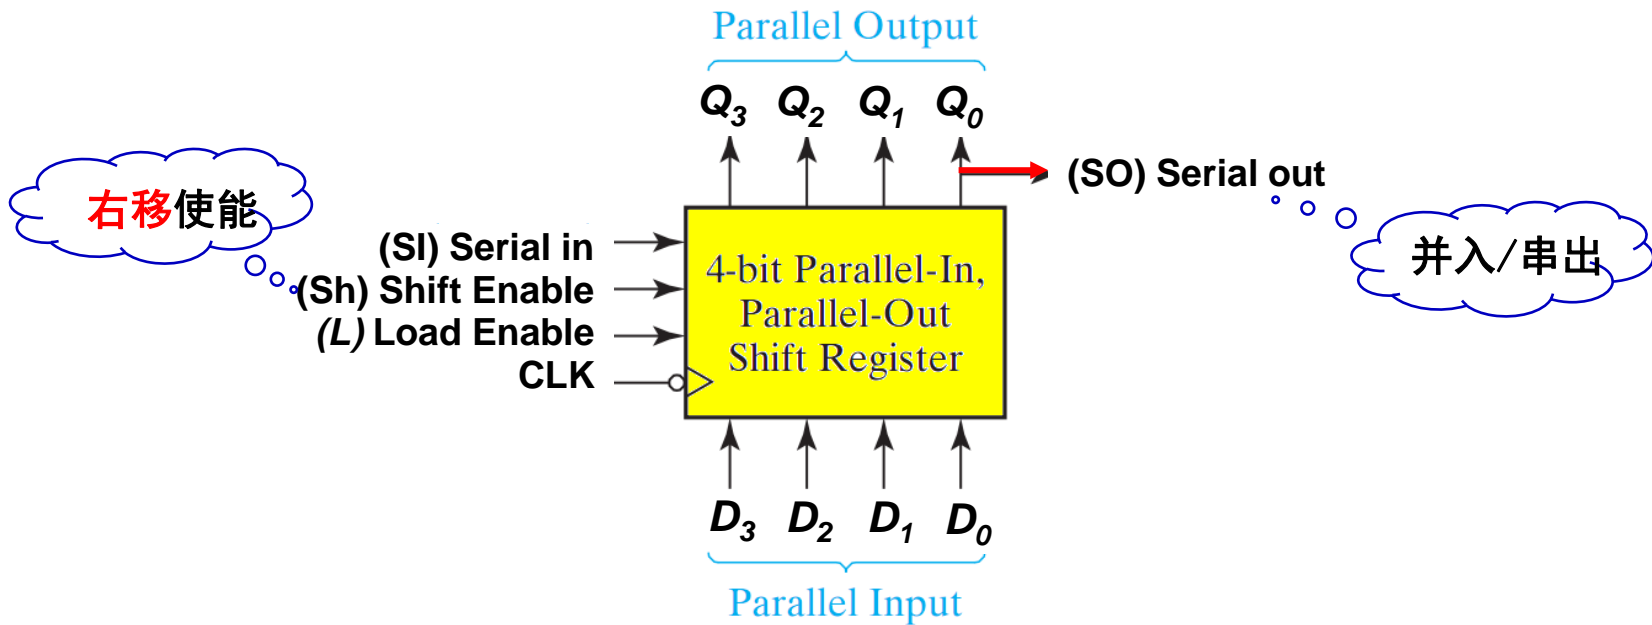 Parallel Output
Q3 Q2 Q1 Q0
(SO) Serial out
右移使能
并入/串出
(SI) Serial in
(Sh) Shift Enable
(L) Load Enable
CLK
4-bit Parallel-In,
Parallel-Out
Shift Register
D3 D2 D1 D0
Parallel Input